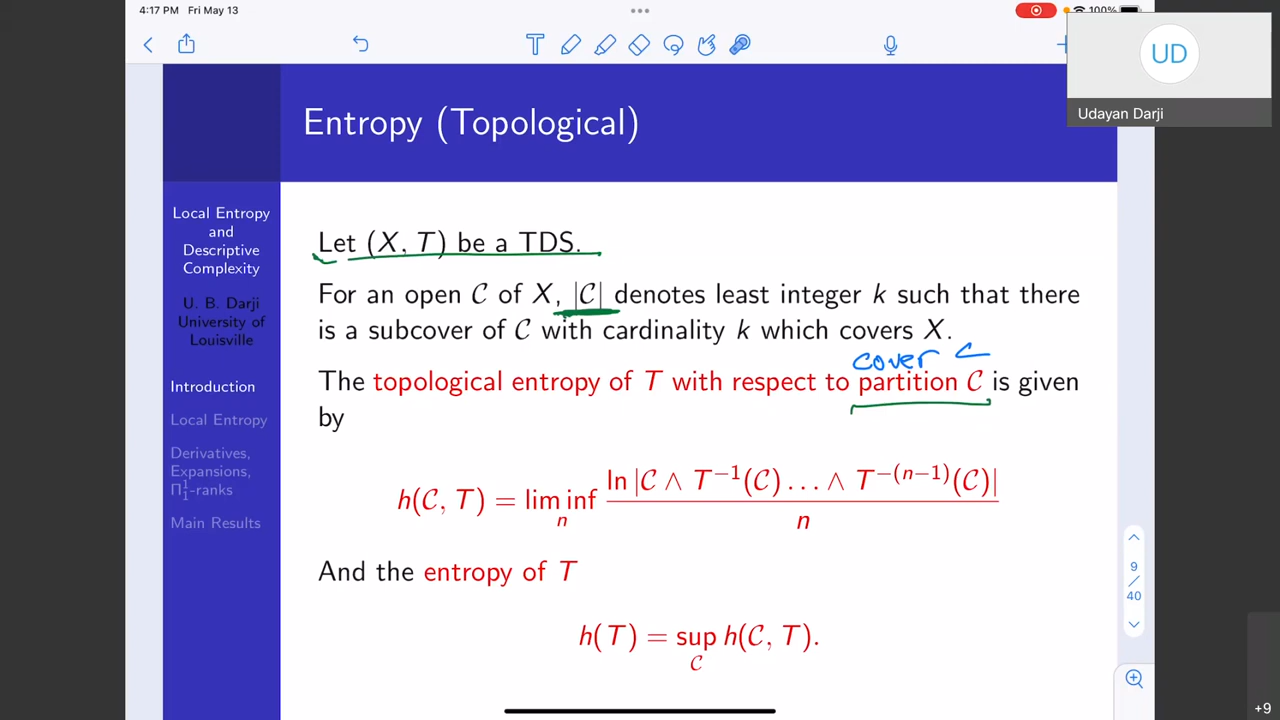 4:17 PM Fri May 13
100%
UD
Udayan Darji
Entropy (Topological)
Local Entropy
and
Descriptive
Complexity
U. B. Darji
University of
Louisville
Introduction
Local Entropy
Derivatives,
Expansions,
Π₁¹-ranks
Main Results
Let (X, T) be a TDS.
For an open 𝒞 of X, |𝒞| denotes least integer k such that there
is a subcover of 𝒞 with cardinality k which covers X.
cover C
The topological entropy of T with respect to partition 𝒞 is given
by
h(𝒞, T) = lim inf_n ln |𝒞 ∧ T⁻¹(𝒞) … ∧ T^{−(n−1)}(𝒞)| / n
And the entropy of T
h(T) = sup_𝒞 h(𝒞, T).
9
/
40
+9